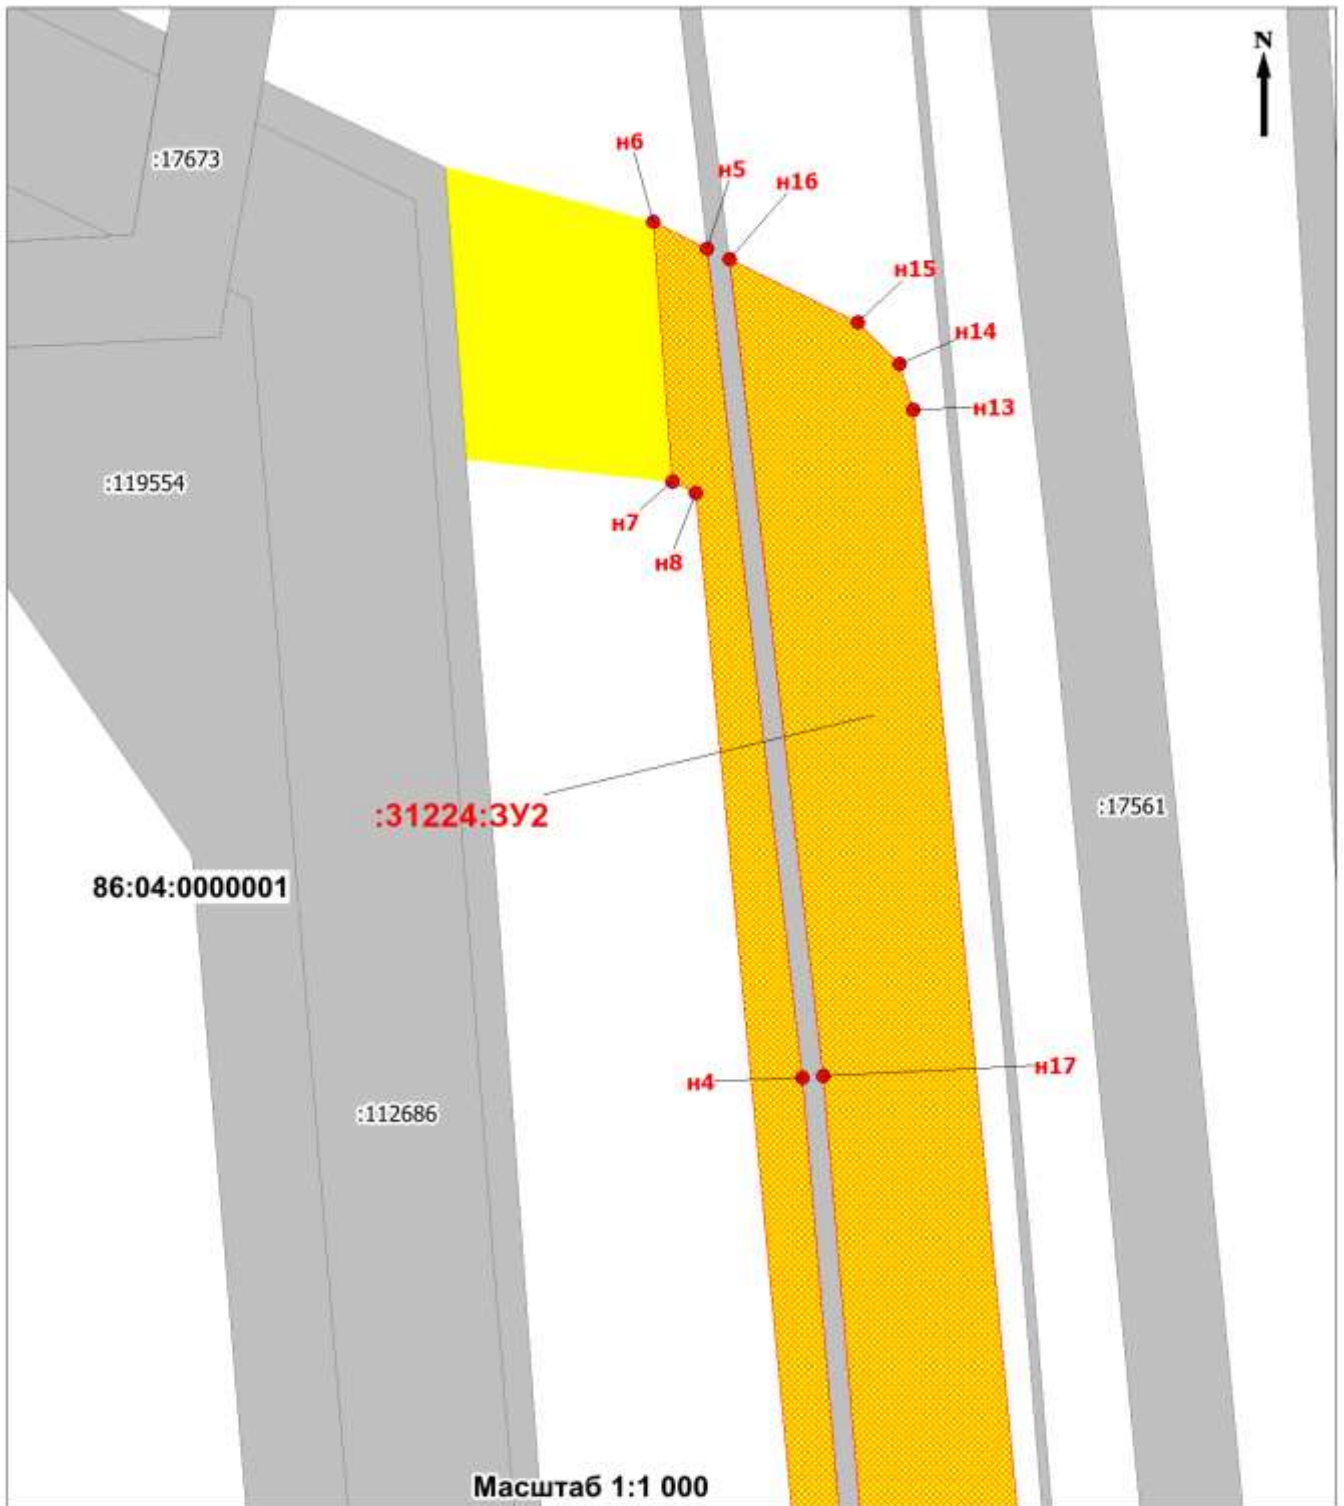 N
н6
:17673
н5
н16
н15
н14
н13
:119554
н7
н8
:17561
:31224:ЗУ2
86:04:0000001
н17
н4
:112686
Масштаб 1:1 000